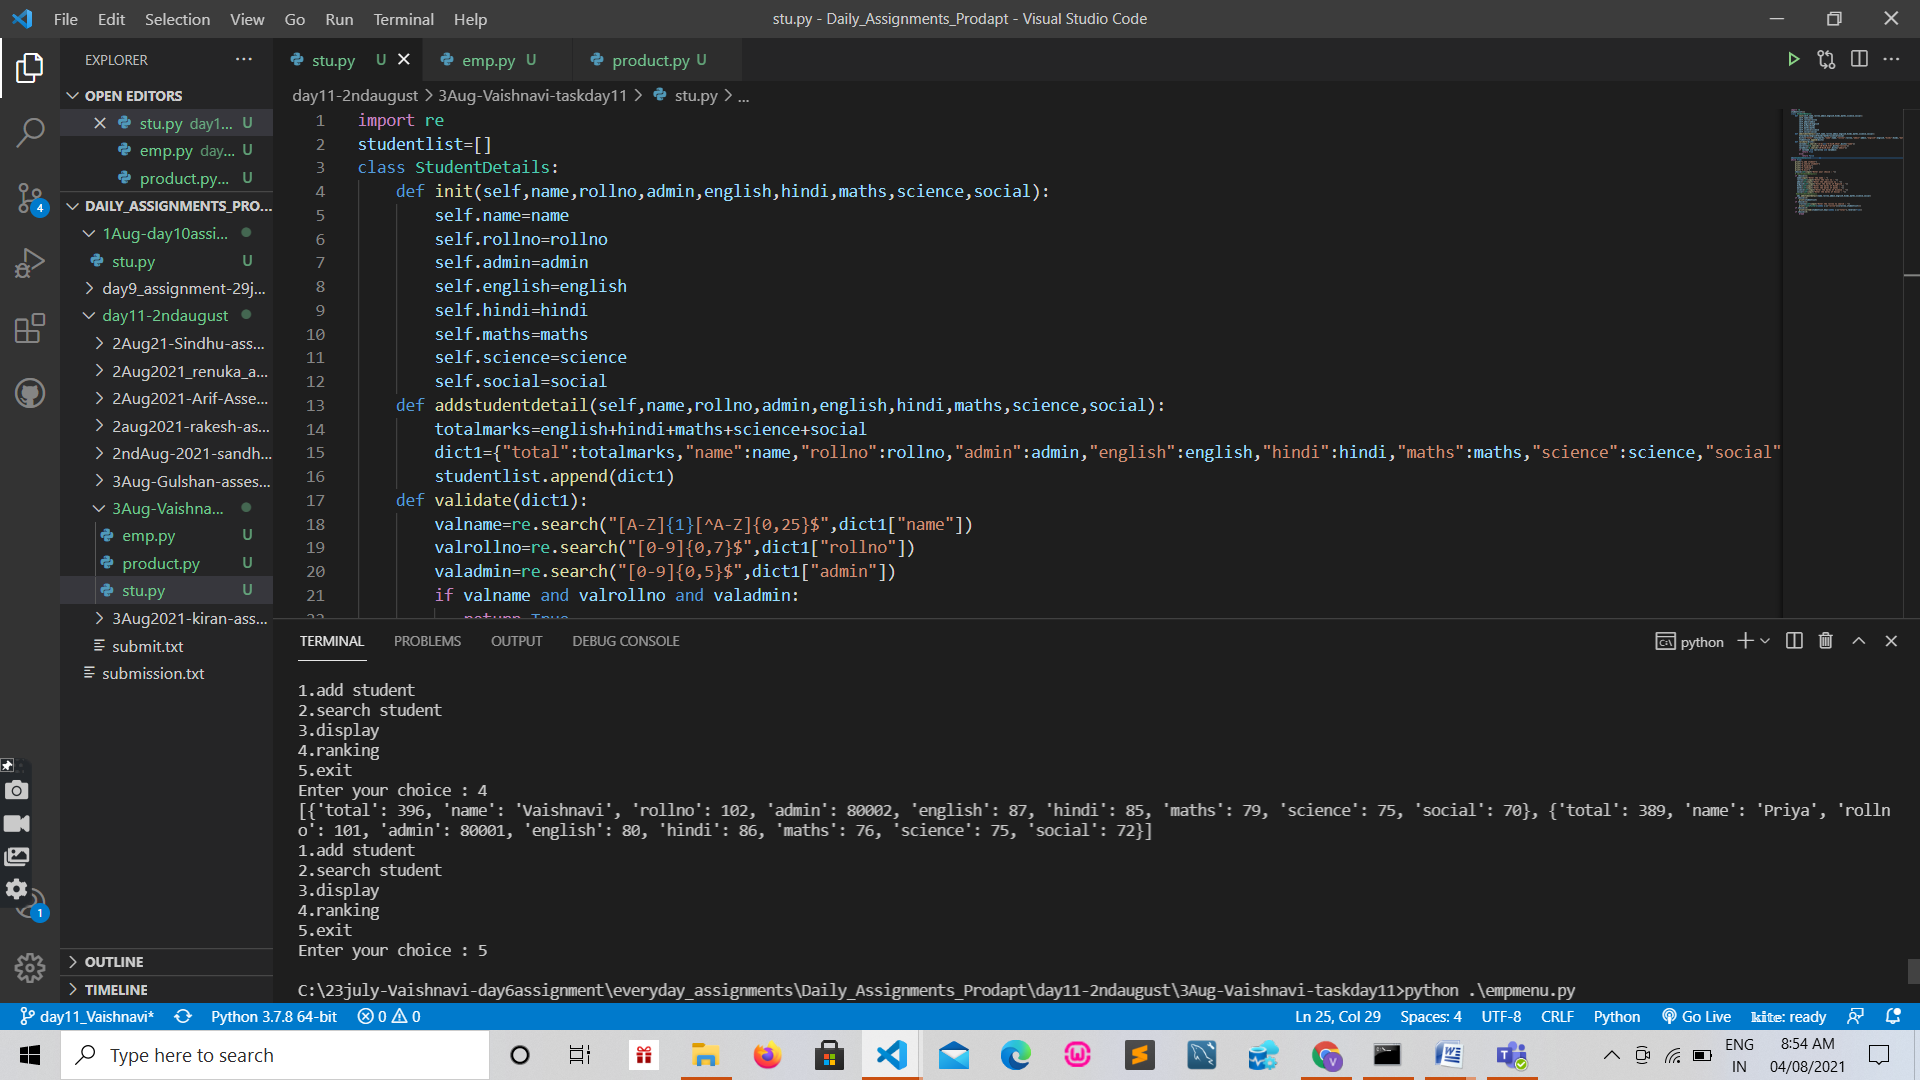 File Edit Selection View Go Run Terminal Help
stu.py - Daily_Assignments_Prodapt - Visual Studio Code
EXPLORER
OPEN EDITORS
stu.py day1... U
emp.py day... U
product.py... U
DAILY_ASSIGNMENTS_PRO...
1Aug-day10assi...
stu.py U
day9_assignment-29j...
day11-2ndaugust
2Aug21-Sindhu-ass...
2Aug2021_renuka_a...
2Aug2021-Arif-Asse...
2aug2021-rakesh-as...
2ndAug-2021-sandh...
3Aug-Gulshan-asses...
3Aug-Vaishna...
emp.py U
product.py U
stu.py U
3Aug2021-kiran-ass...
submit.txt
submission.txt
OUTLINE
TIMELINE
4
1
stu.py U emp.py U product.py U
day11-2ndaugust > 3Aug-Vaishnavi-taskday11 > stu.py > ...
1 import re
2 studentlist=[]
3 class StudentDetails:
4 def init(self,name,rollno,admin,english,hindi,maths,science,social):
5 self.name=name
6 self.rollno=rollno
7 self.admin=admin
8 self.english=english
9 self.hindi=hindi
10 self.maths=maths
11 self.science=science
12 self.social=social
13 def addstudentdetail(self,name,rollno,admin,english,hindi,maths,science,social):
14 totalmarks=english+hindi+maths+science+social
15 dict1={"total":totalmarks,"name":name,"rollno":rollno,"admin":admin,"english":english,"hindi":hindi,"maths":maths,"science":science,"social"
16 studentlist.append(dict1)
17 def validate(dict1):
18 valname=re.search("[A-Z]{1}[^A-Z]{0,25}$",dict1["name"])
19 valrollno=re.search("[0-9]{0,7}$",dict1["rollno"])
20 valadmin=re.search("[0-9]{0,5}$",dict1["admin"])
21 if valname and valrollno and valadmin:
22 return True
TERMINAL PROBLEMS OUTPUT DEBUG CONSOLE
python
1.add student
2.search student
3.display
4.ranking
5.exit
Enter your choice : 4
[{'total': 396, 'name': 'Vaishnavi', 'rollno': 102, 'admin': 80002, 'english': 87, 'hindi': 85, 'maths': 79, 'science': 75, 'social': 70}, {'total': 389, 'name': 'Priya', 'rolln
o': 101, 'admin': 80001, 'english': 80, 'hindi': 86, 'maths': 76, 'science': 75, 'social': 72}]
1.add student
2.search student
3.display
4.ranking
5.exit
Enter your choice : 5
C:\23july-Vaishnavi-day6assignment\everyday_assignments\Daily_Assignments_Prodapt\day11-2ndaugust\3Aug-Vaishnavi-taskday11>python .\empmenu.py
day11_Vaishnavi* Python 3.7.8 64-bit 0 0 Ln 25, Col 29 Spaces: 4 UTF-8 CRLF Python Go Live kite: ready
Type here to search
ENG
IN
8:54 AM
04/08/2021